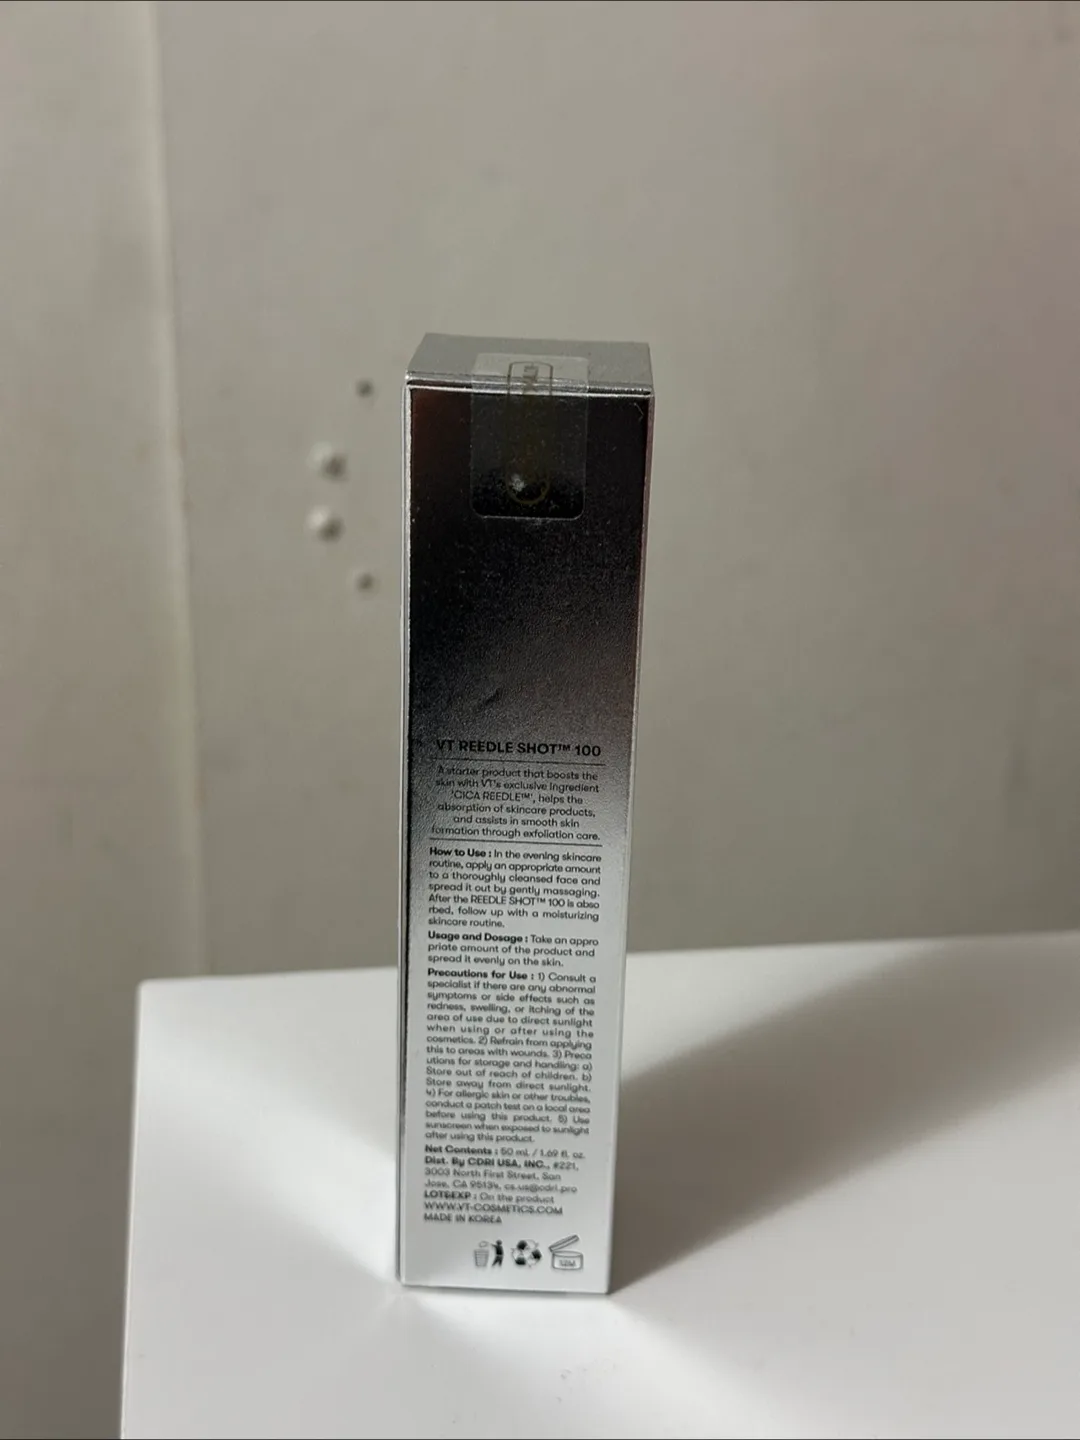 VT REEDLE SHOT™ 100
A starter product that boosts the
skin with VT's exclusive ingredient
'CICA REEDLE™', helps the
absorption of skincare products,
and assists in smooth skin
formation through exfoliation care.
How to Use : In the evening skincare
routine, apply an appropriate amount
to a thoroughly cleansed face and
spread it out by gently massaging.
After the REEDLE SHOT™ 100 is abso
rbed, follow up with a moisturizing
skincare routine.
Usage and Dosage : Take an appro
priate amount of the product and
spread it evenly on the skin.
Precautions for Use : 1) Consult a
specialist if there are any abnormal
symptoms or side effects such as
redness, swelling, or itching of the
area of use due to direct sunlight
when using or after using the
cosmetics. 2) Refrain from applying
this to areas with wounds. 3) Preca
utions for storage and handling: a)
Store out of reach of children. b)
Store away from direct sunlight.
4) For allergic skin or other troubles,
conduct a patch test on a local area
before using this product. 5) Use
sunscreen when exposed to sunlight
after using this product.
Net Contents : 50 mL / 1.69 fl. oz.
Dist. By CDRI USA, INC., #221,
3003 North First Street, San
Jose, CA 95134, cs.us@cdri.pro
LOT&EXP : On the product
WWW.VT-COSMETICS.COM
MADE IN KOREA
12M